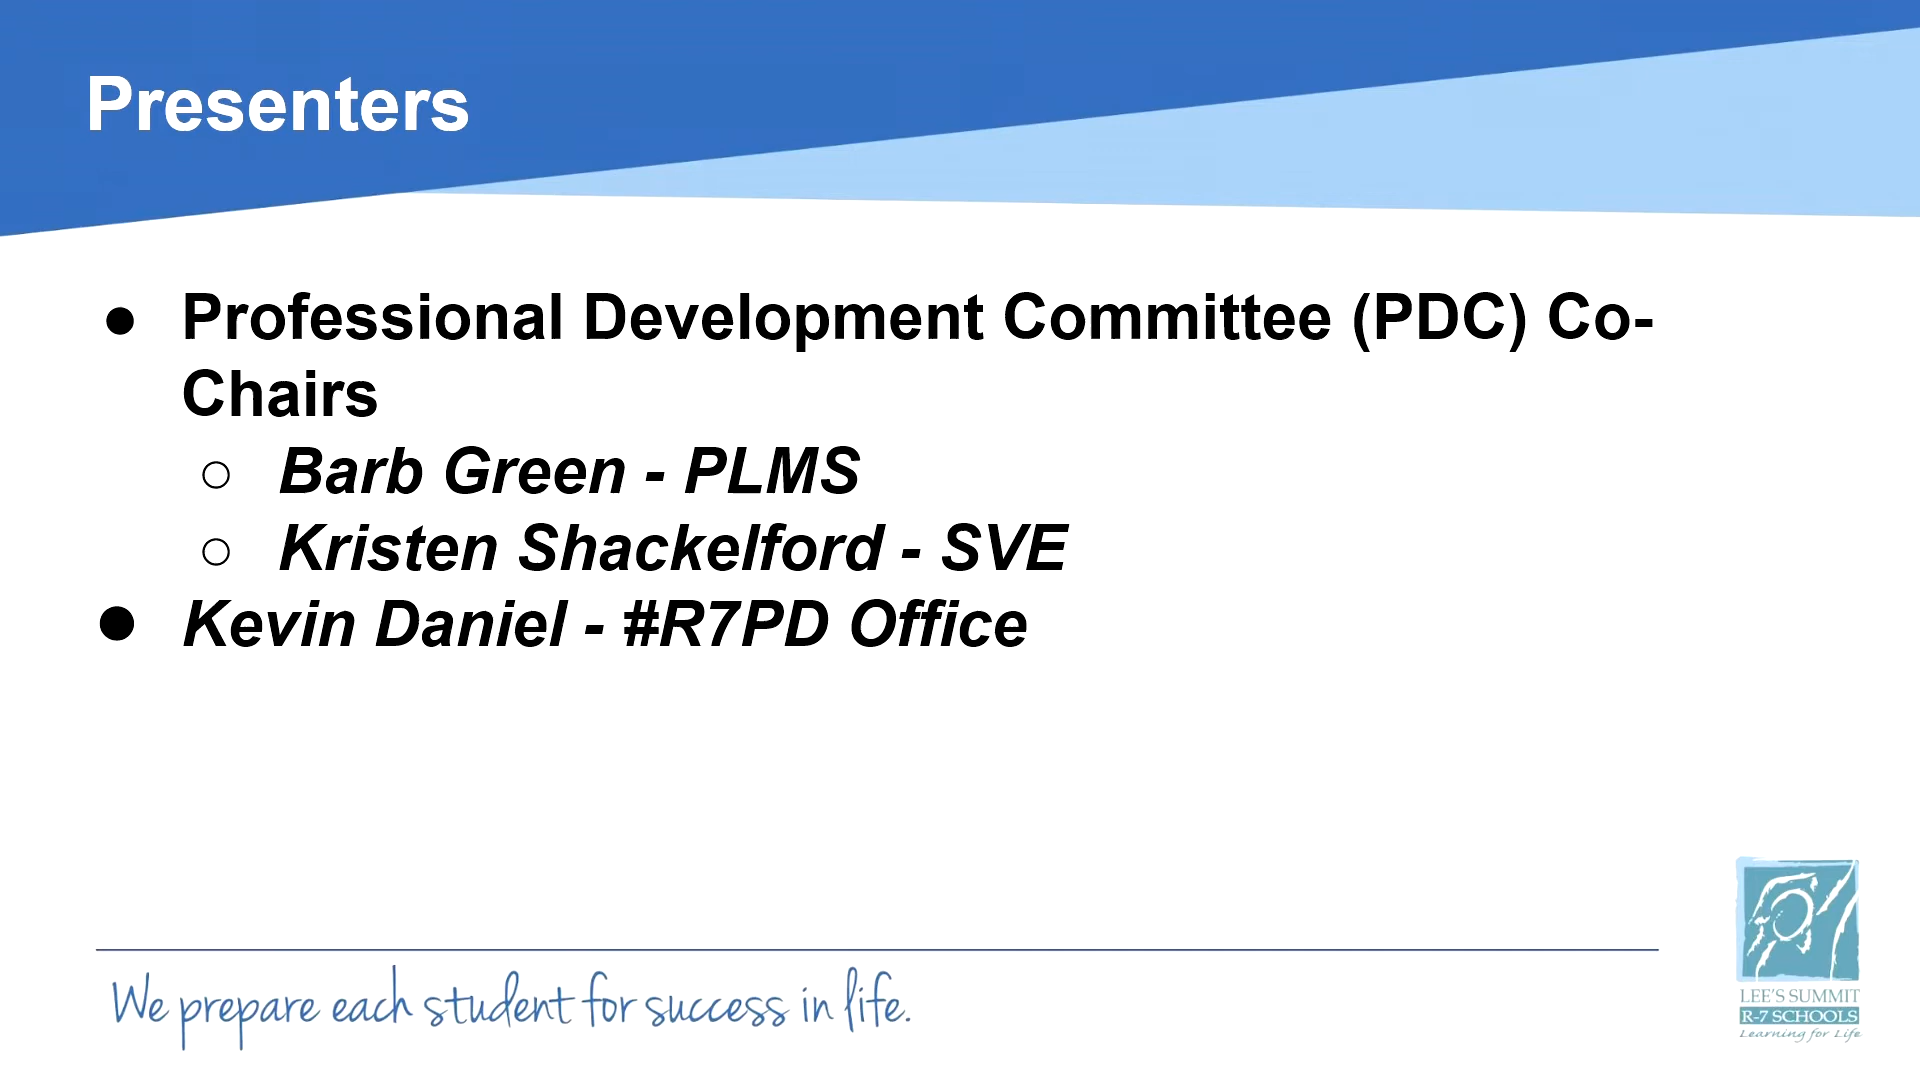 Presenters
● Professional Development Committee (PDC) Co-
Chairs
○ Barb Green - PLMS
○ Kristen Shackelford - SVE
● Kevin Daniel - #R7PD Office
We prepare each student for success in life.
LEE'S SUMMIT
R-7 SCHOOLS
Learning for Life